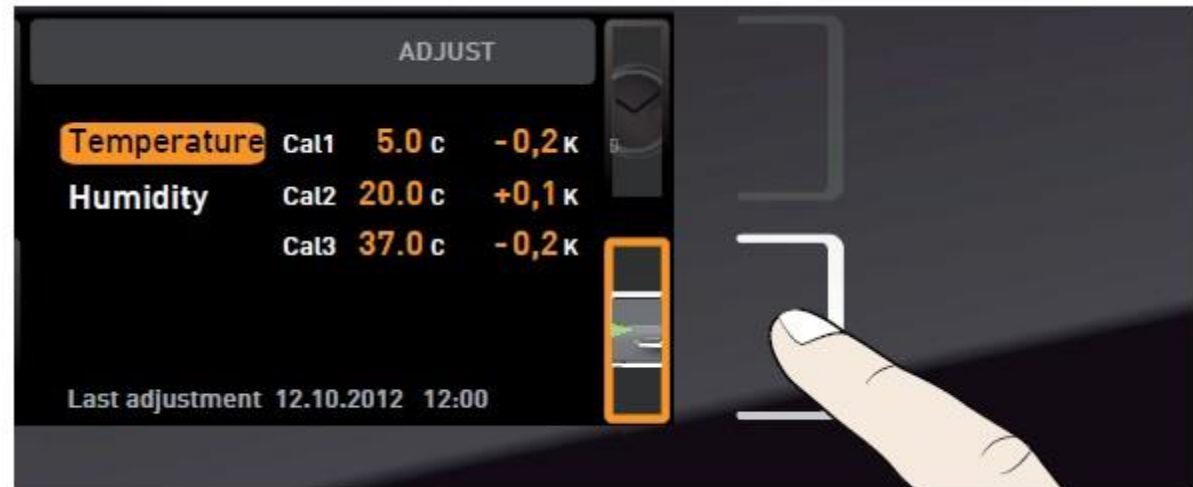 ADJUST
Temperature Cal1 5.0 C -0,2 K
Humidity Cal2 20.0 C +0,1 K
Cal3 37.0 C -0,2 K
Last adjustment 12.10.2012 12:00